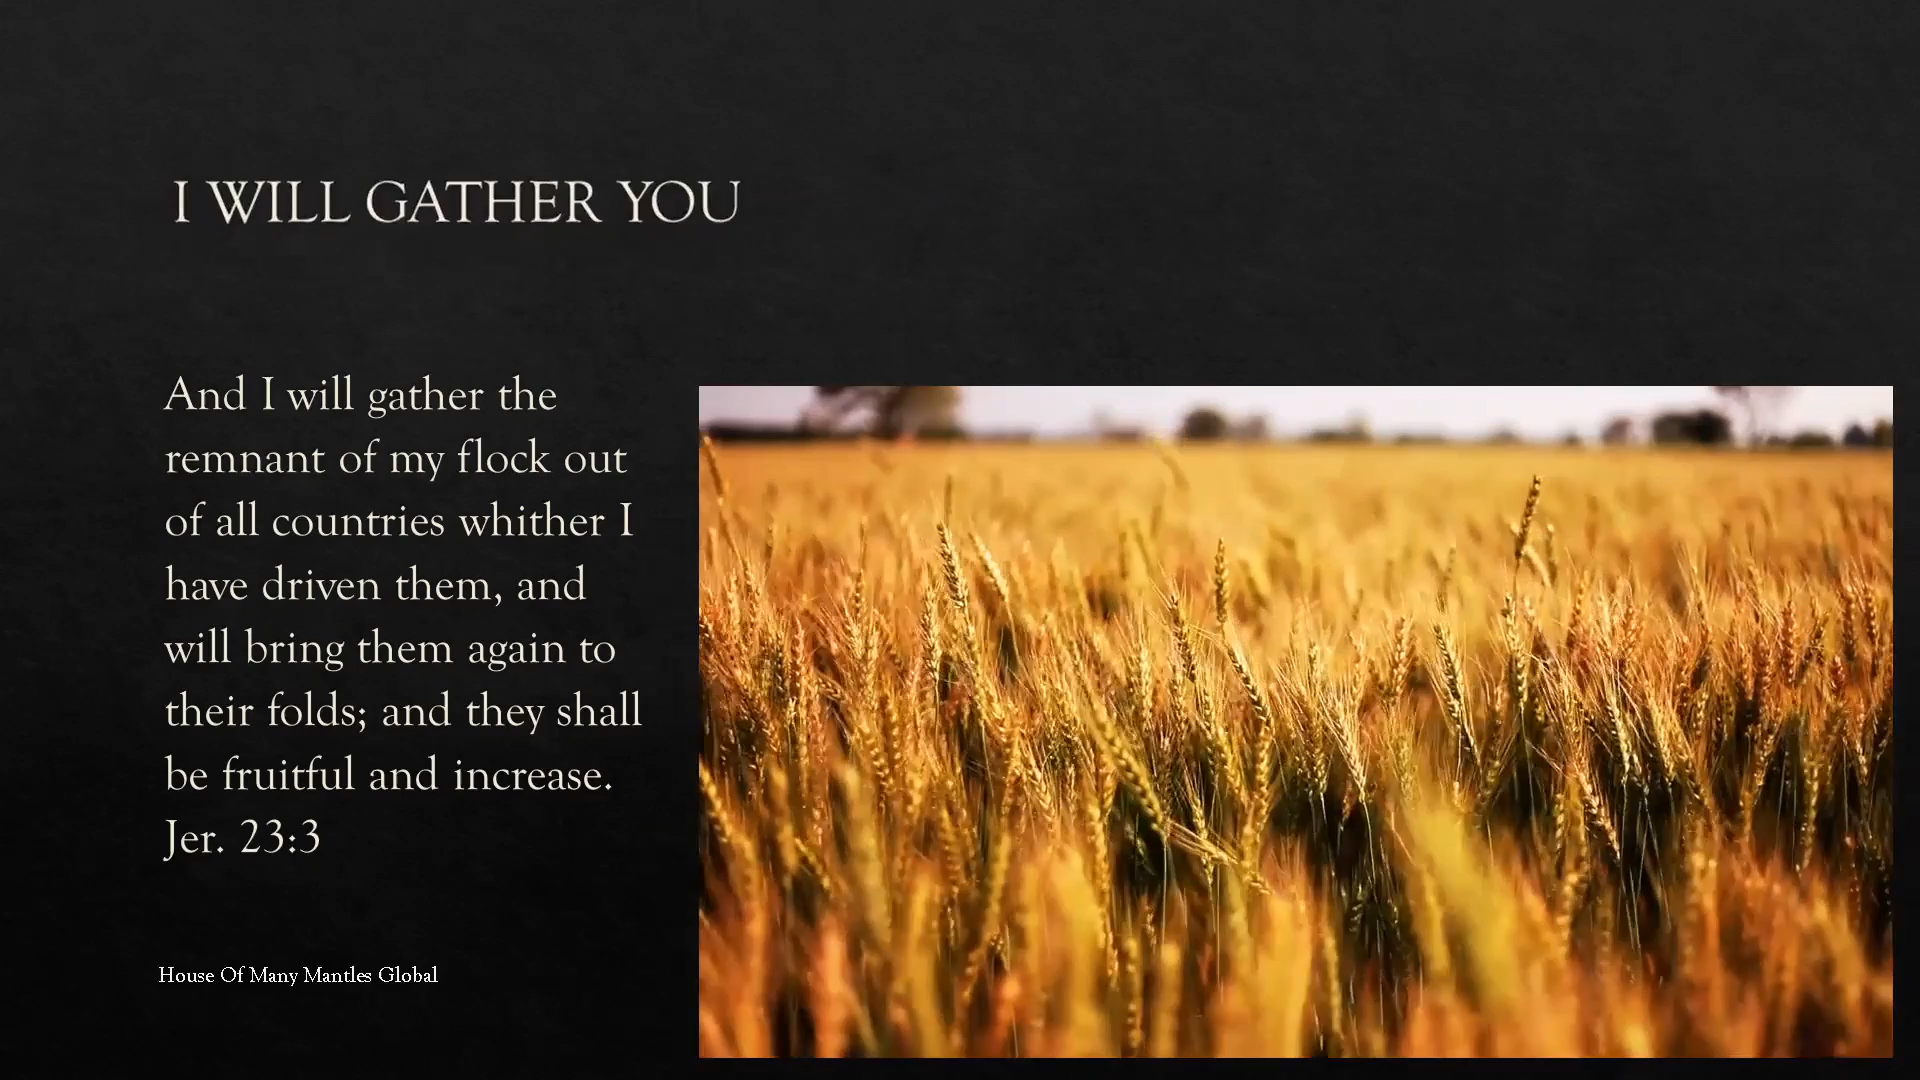 I WILL GATHER YOU
And I will gather the
remnant of my flock out
of all countries whither I
have driven them, and
will bring them again to
their folds; and they shall
be fruitful and increase.
Jer. 23:3
House Of Many Mantles Global